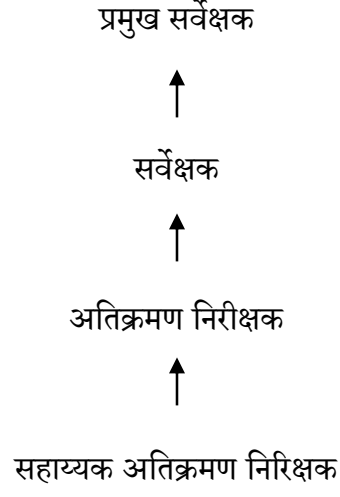 प्रमुख सर्वेक्षक
सर्वेक्षक
अतिक्रमण निरीक्षक
सहाय्यक अतिक्रमण निरिक्षक